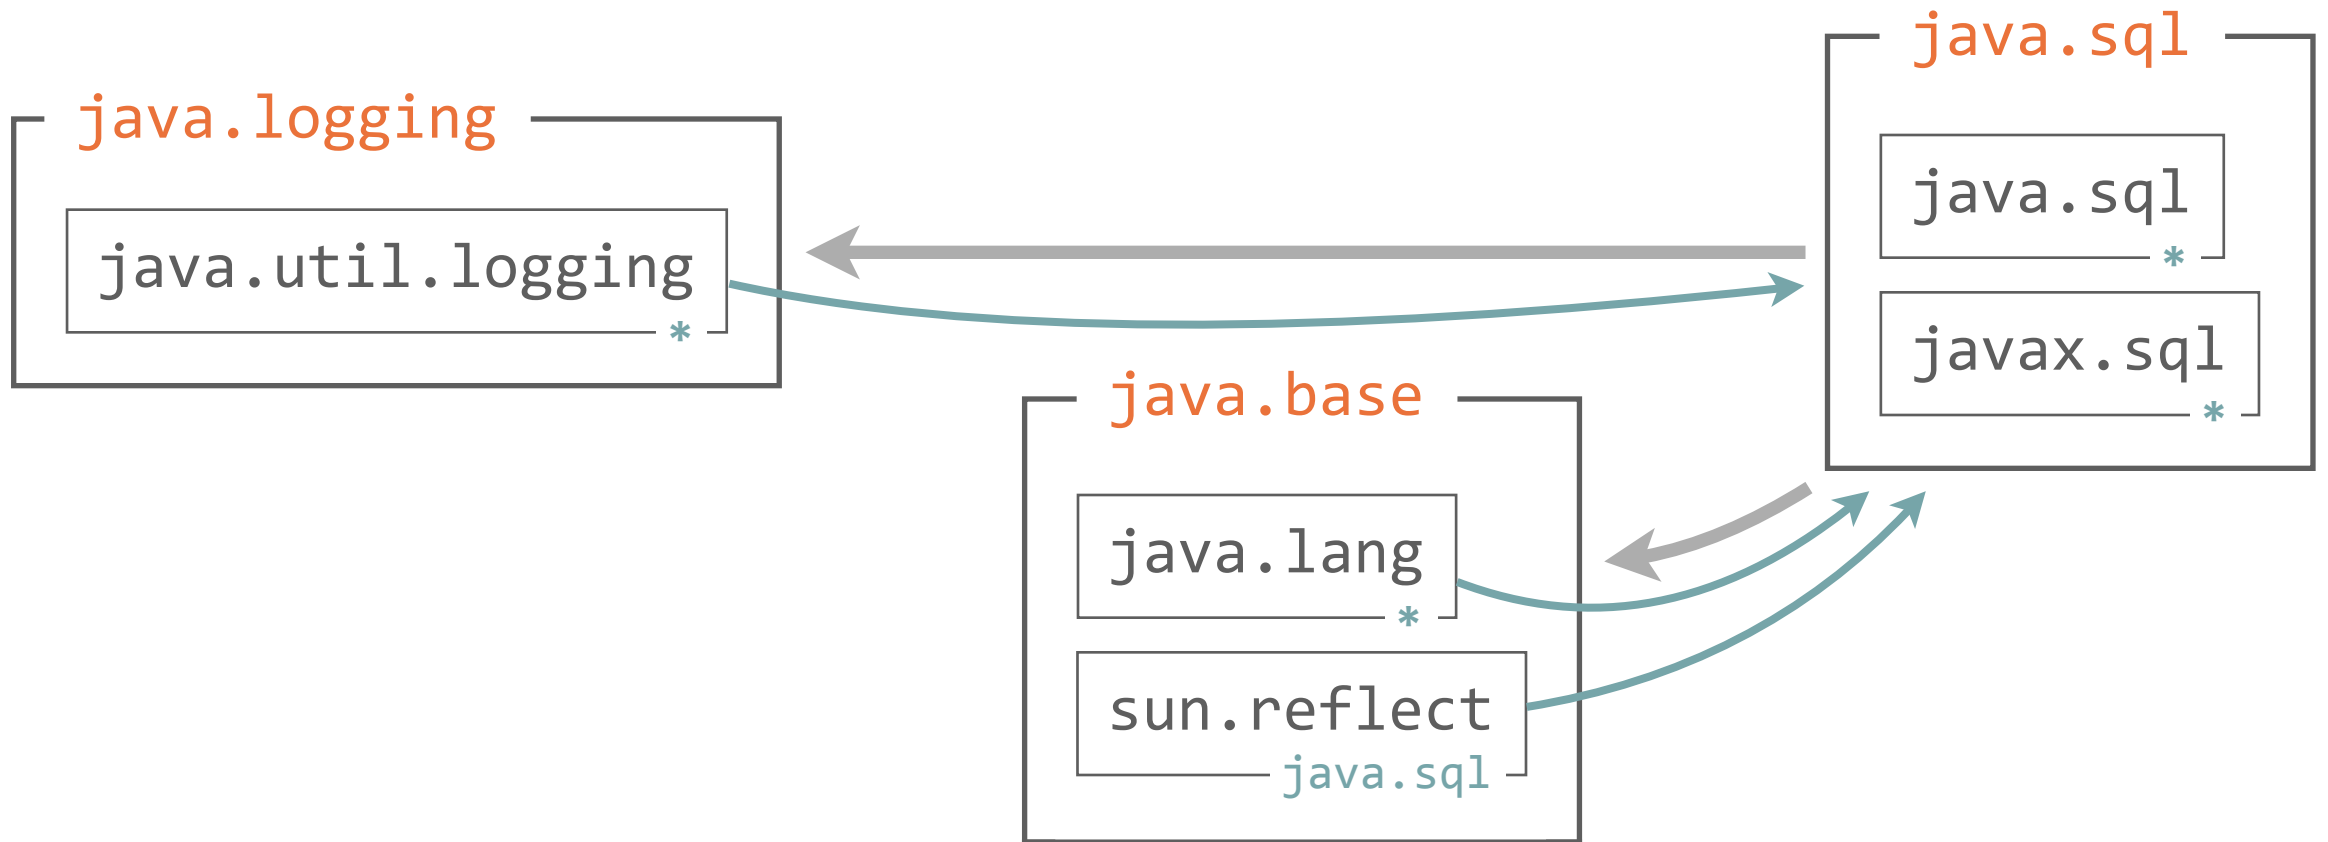 java.logging
java.util.logging
*
java.sql
java.sql
*
javax.sql
*
java.base
java.lang
*
sun.reflect
java.sql